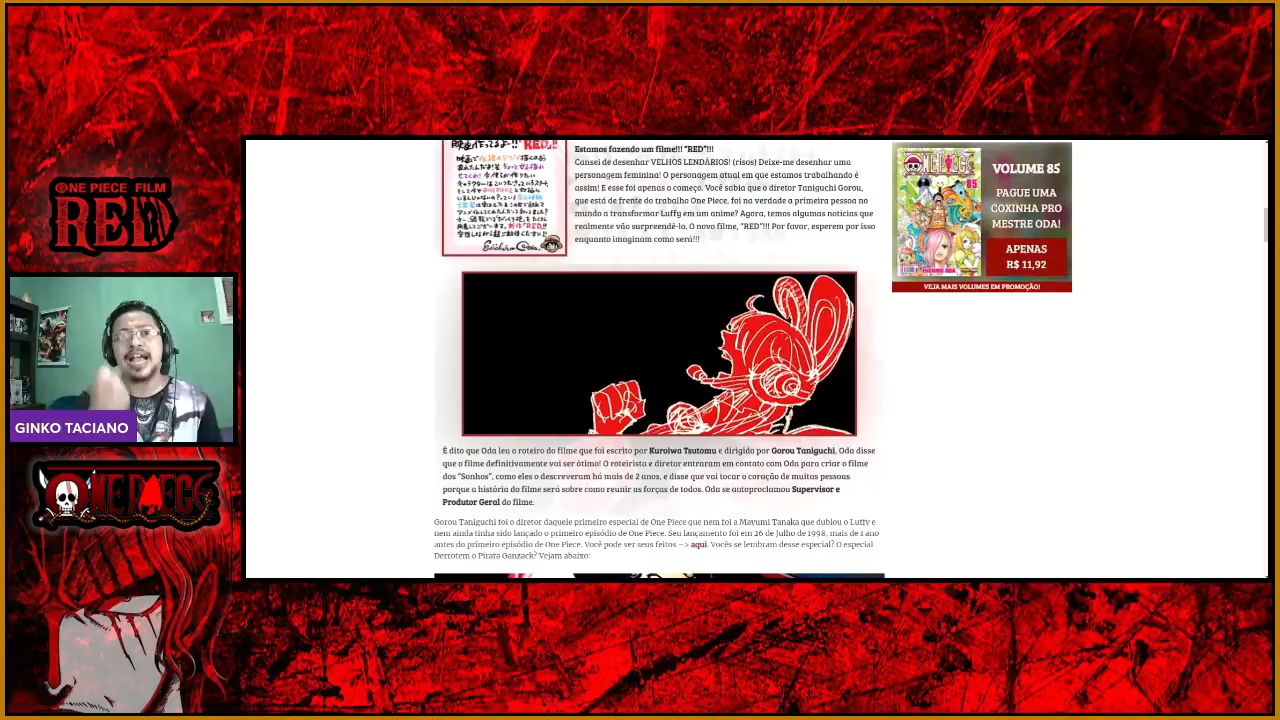 ONE PIECE FILM
RED
GINKO TACIANO
ONE PIECE
Estamos fazendo um filme!!! "RED"!!!
Cansei de desenhar VELHOS LENDÁRIOS! (risos) Deixe-me desenhar uma
personagem feminina! O personagem atual em que estamos trabalhando é
assim! E esse foi apenas o começo. Você sabia que o diretor Taniguchi Gorou,
que está de frente do trabalho One Piece, foi na verdade a primeira pessoa no
mundo a transformar Luffy em um anime? Agora, temos algumas notícias que
realmente vão surpreendê-lo. O novo filme, "RED"!!! Por favor, esperem por isso
enquanto imaginam como será!!!
É dito que Oda leu o roteiro do filme que foi escrito por Kuroiwa Tsutomu e dirigido por Gorou Taniguchi, Oda disse
que o filme definitivamente vai ser ótimo! O roteirista e diretor entraram em contato com Oda para criar o filme
dos "Sonhos", como eles o descreveram há mais de 2 anos, e disse que vai tocar o coração de muitas pessoas
porque a história do filme será sobre como reunir as forças de todos. Oda se autoproclamou Supervisor e
Produtor Geral do filme.
Gorou Taniguchi foi o diretor daquele primeiro especial de One Piece que nem foi a Mayumi Tanaka que dublou o Luffy e
nem ainda tinha sido lançado o primeiro episódio de One Piece. Seu lançamento foi em 26 de Julho de 1998, mais de 1 ano
antes do primeiro episódio de One Piece. Você pode ver seus feitos –> aqui. Vocês se lembram desse especial? O especial
Derrotem o Pirata Ganzack? Vejam abaixo:
ONE PIECE
85
VOLUME 85
PAGUE UMA
COXINHA PRO
MESTRE ODA!
APENAS
R$ 11,92
VEJA MAIS VOLUMES EM PROMOÇÃO!